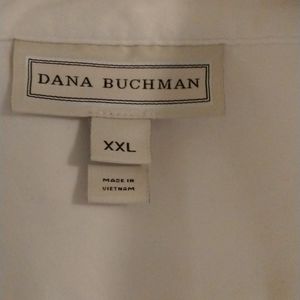 DANA BUCHMAN
XXL
MADE IN
VIETNAM